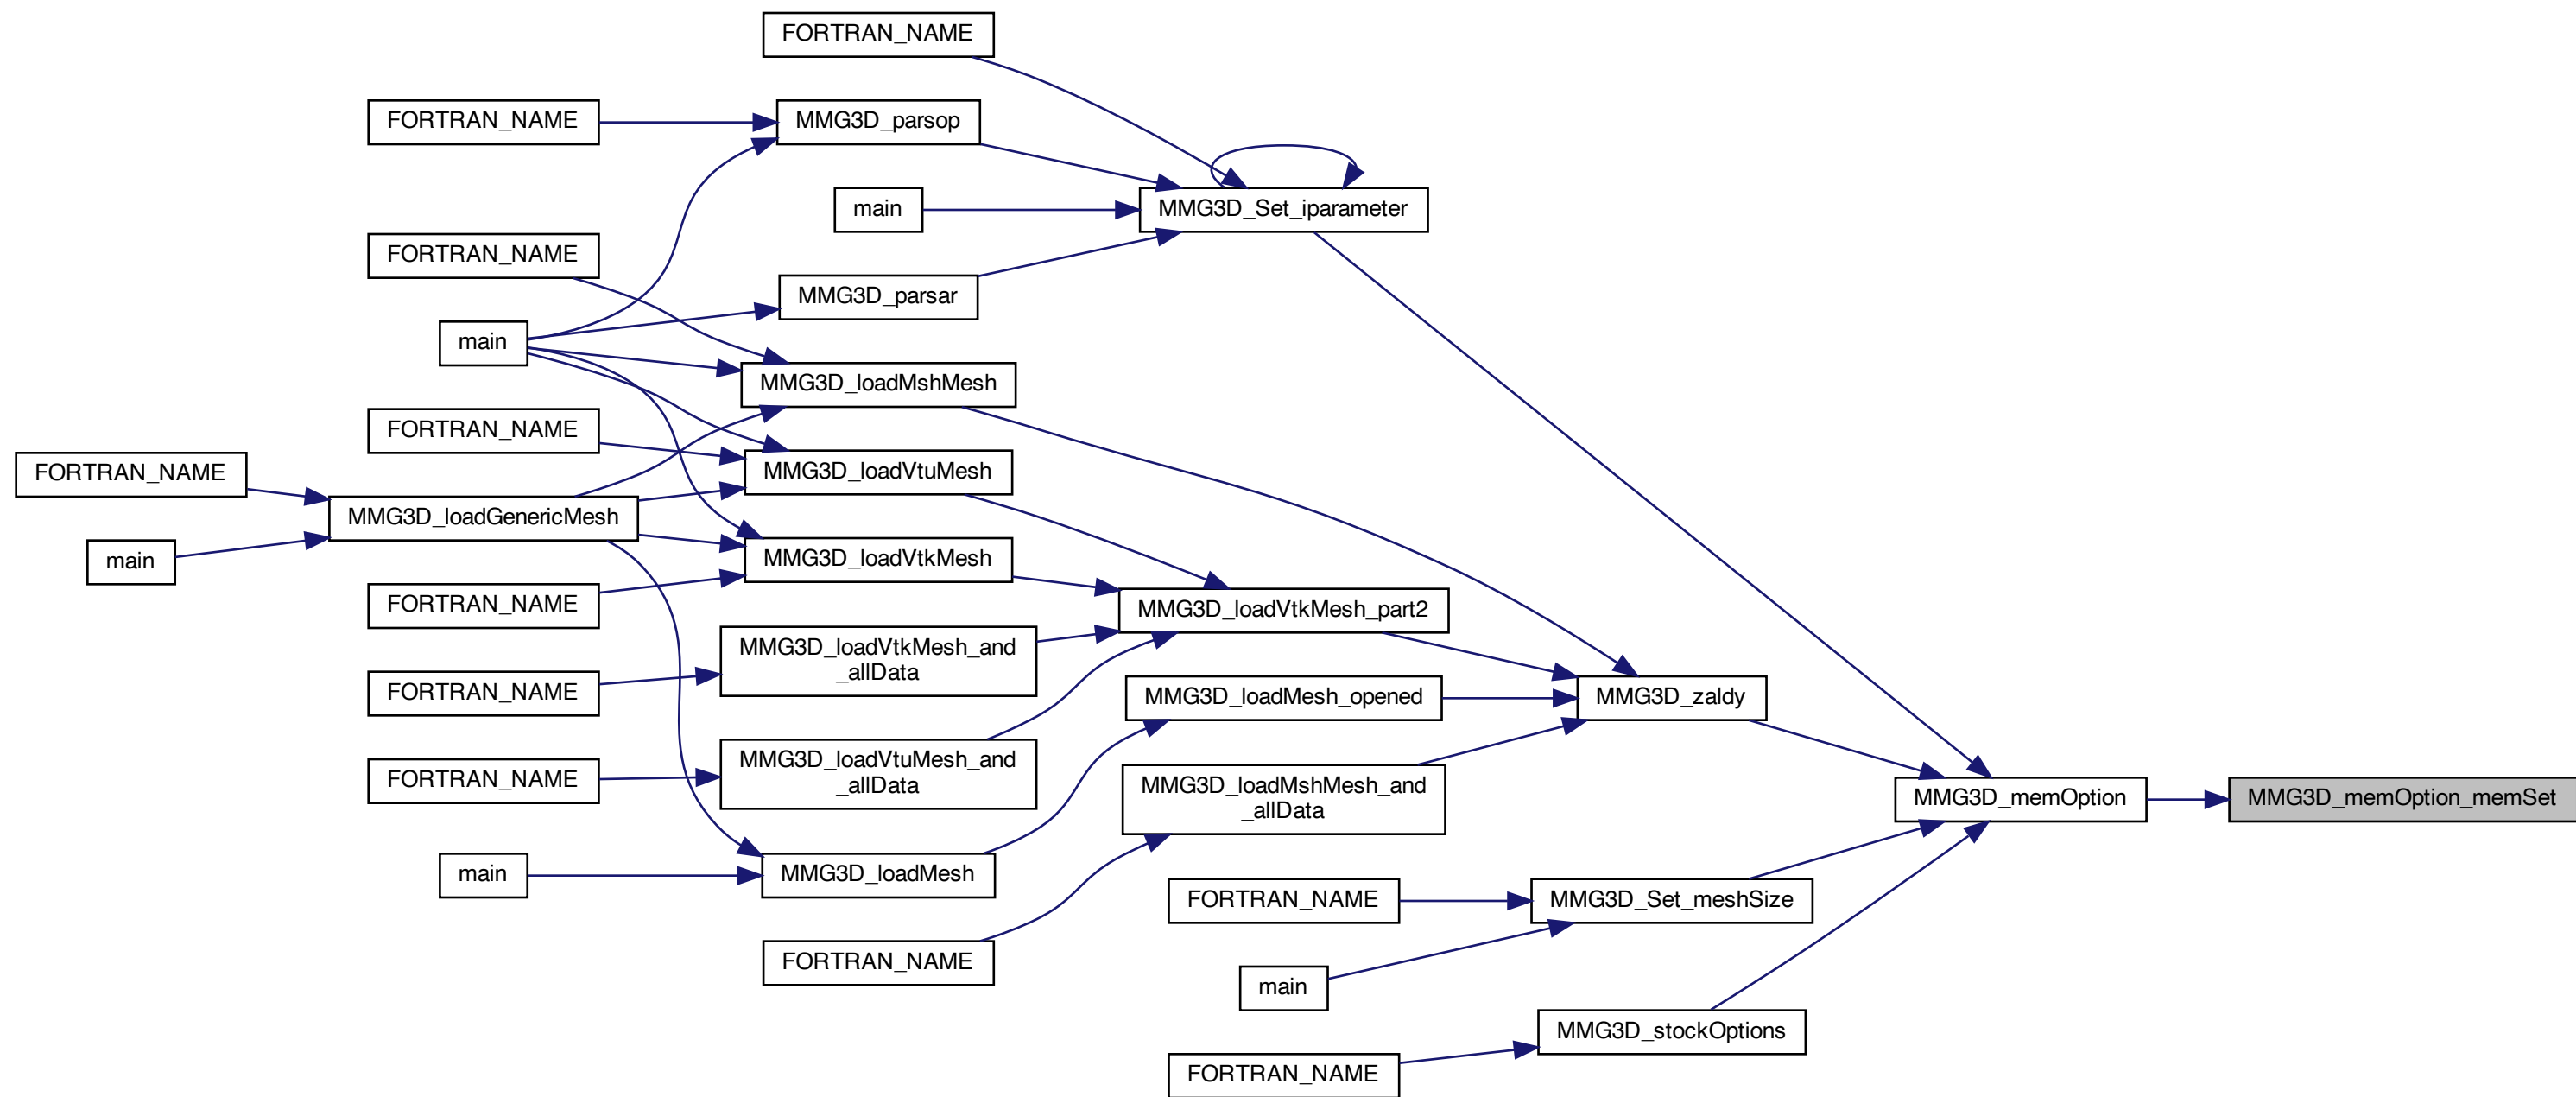 FORTRAN_NAME
FORTRAN_NAME
MMG3D_parsop
main
MMG3D_Set_iparameter
FORTRAN_NAME
MMG3D_parsar
main
MMG3D_loadMshMesh
FORTRAN_NAME
FORTRAN_NAME
MMG3D_loadVtuMesh
MMG3D_loadGenericMesh
main
MMG3D_loadVtkMesh
FORTRAN_NAME
MMG3D_loadVtkMesh_part2
MMG3D_loadVtkMesh_and
_allData
FORTRAN_NAME
MMG3D_loadMesh_opened
MMG3D_zaldy
MMG3D_loadVtuMesh_and
_allData
FORTRAN_NAME
MMG3D_loadMshMesh_and
_allData
MMG3D_memOption
MMG3D_memOption_memSet
main
MMG3D_loadMesh
FORTRAN_NAME
MMG3D_Set_meshSize
FORTRAN_NAME
main
MMG3D_stockOptions
FORTRAN_NAME